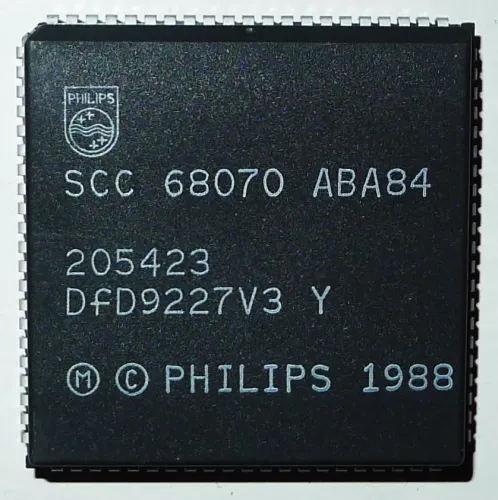 PHILIPS
SCC 68070 ABA84
205423
DfD9227V3 Y
Ⓜ © PHILIPS 1988